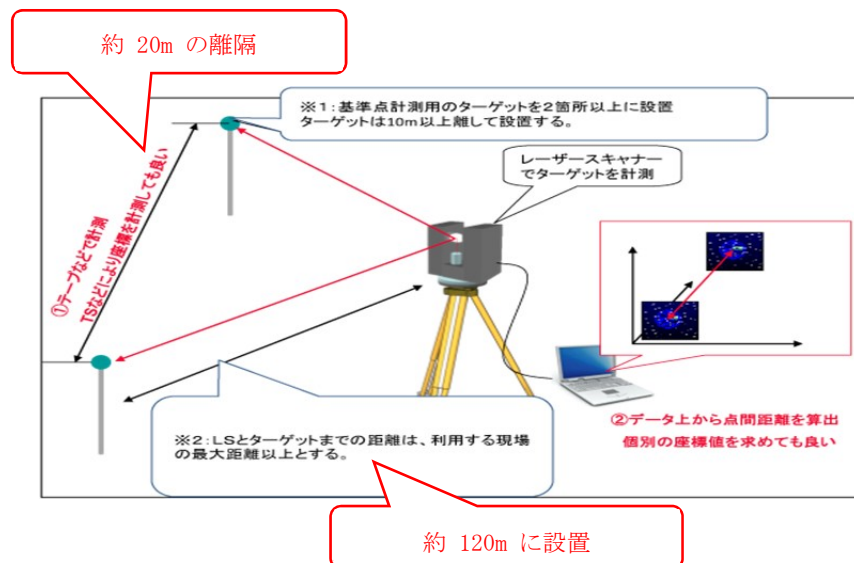 約 20m の離隔
※1：基準点計測用のターゲットを2箇所以上に設置
ターゲットは10m以上離して設置する。
レーザースキャナー
でターゲットを計測
①テープなどで計測
TSなどにより座標を計測しても良い
※2：LSとターゲットまでの距離は、利用する現場
の最大距離以上とする。
②データ上から点間距離を算出
個別の座標値を求めても良い
約 120m に設置